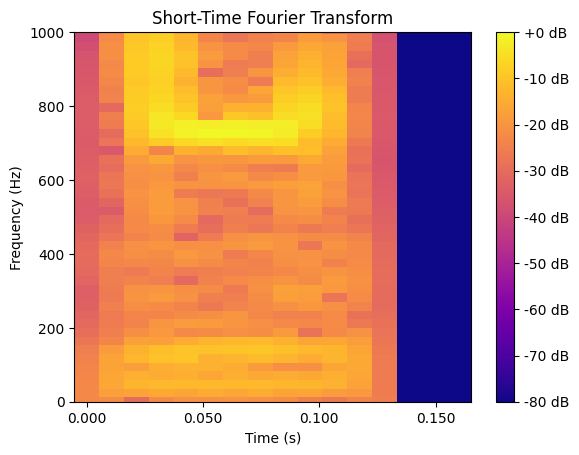 Short-Time Fourier Transform
1000
800
600
400
200
0
Frequency (Hz)
0.000
0.050
0.100
0.150
Time (s)
+0 dB
-10 dB
-20 dB
-30 dB
-40 dB
-50 dB
-60 dB
-70 dB
-80 dB